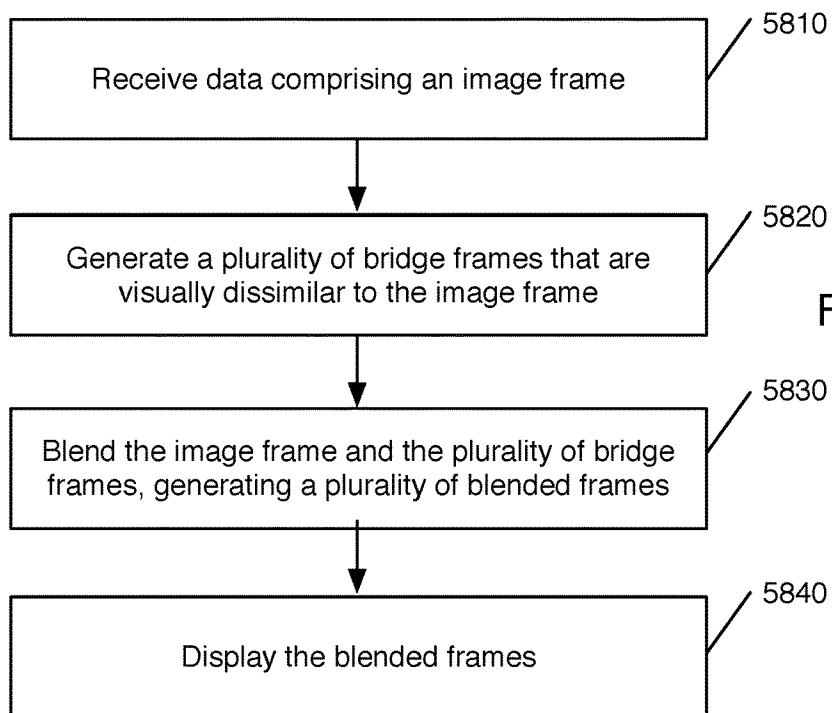 5810
Receive data comprising an image frame
5820
Generate a plurality of bridge frames that are
visually dissimilar to the image frame
5830
Blend the image frame and the plurality of bridge
frames, generating a plurality of blended frames
5840
Display the blended frames